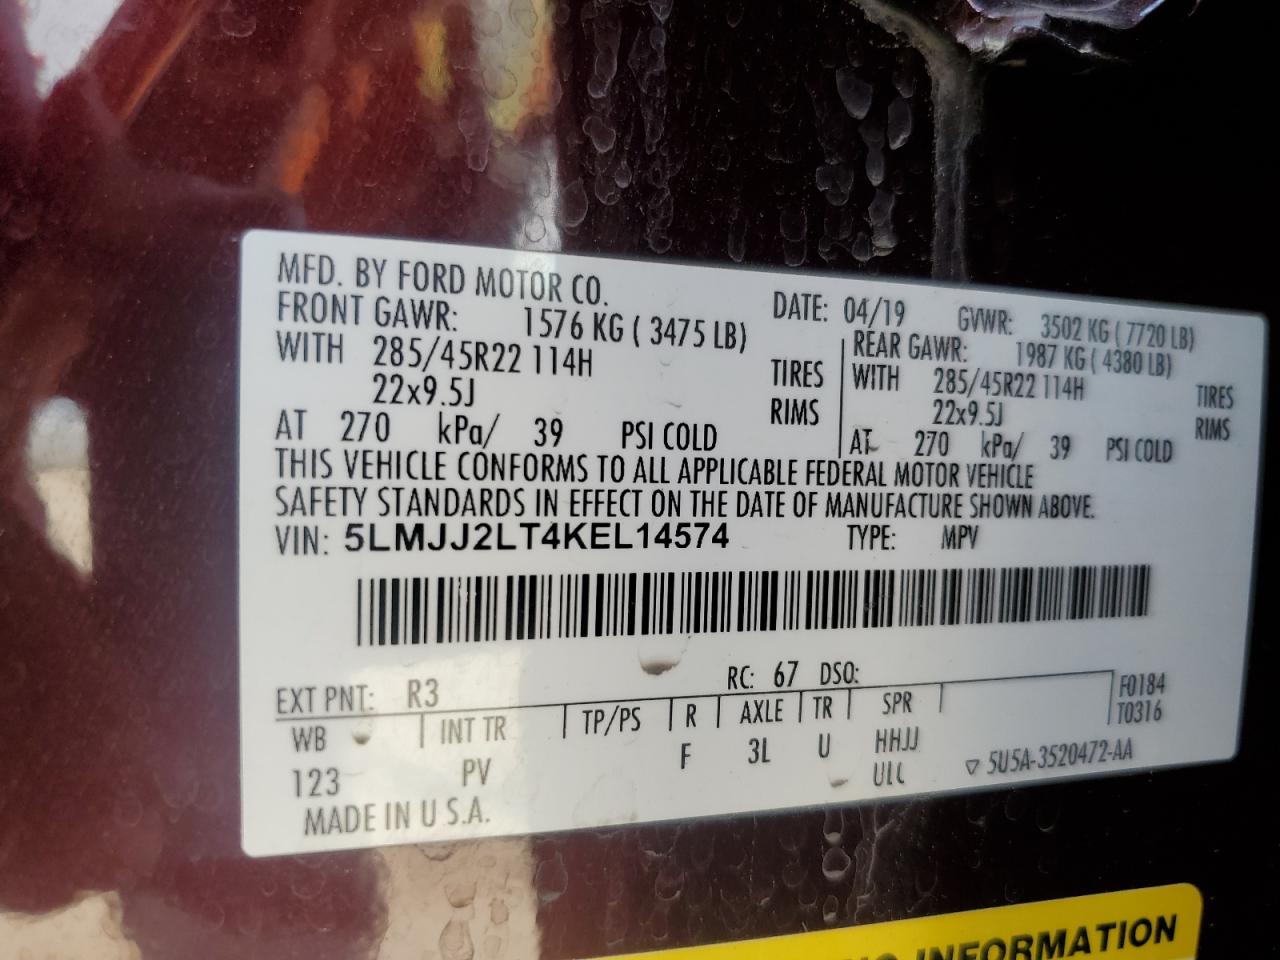 MFD. BY FORD MOTOR CO.
DATE: 04/19 GVWR: 3502 KG ( 7720 LB)
FRONT GAWR: 1576 KG ( 3475 LB)
REAR GAWR: 1987 KG ( 4380 LB)
WITH 285/45R22 114H TIRES
WITH 285/45R22 114H TIRES
22x9.5J RIMS
22x9.5J RIMS
AT 270 kPa/ 39 PSI COLD
AT 270 kPa/ 39 PSI COLD
THIS VEHICLE CONFORMS TO ALL APPLICABLE FEDERAL MOTOR VEHICLE
SAFETY STANDARDS IN EFFECT ON THE DATE OF MANUFACTURE SHOWN ABOVE.
VIN: 5LMJJ2LT4KEL14574 TYPE: MPV
EXT PNT: R3 RC: 67 DSO:
WB INT TR TP/PS R AXLE TR SPR
F0184
T0316
123 PV F 3L U HHJJ
ULC
▽ 5U5A-3520472-AA
MADE IN U.S.A.
INFORMATION